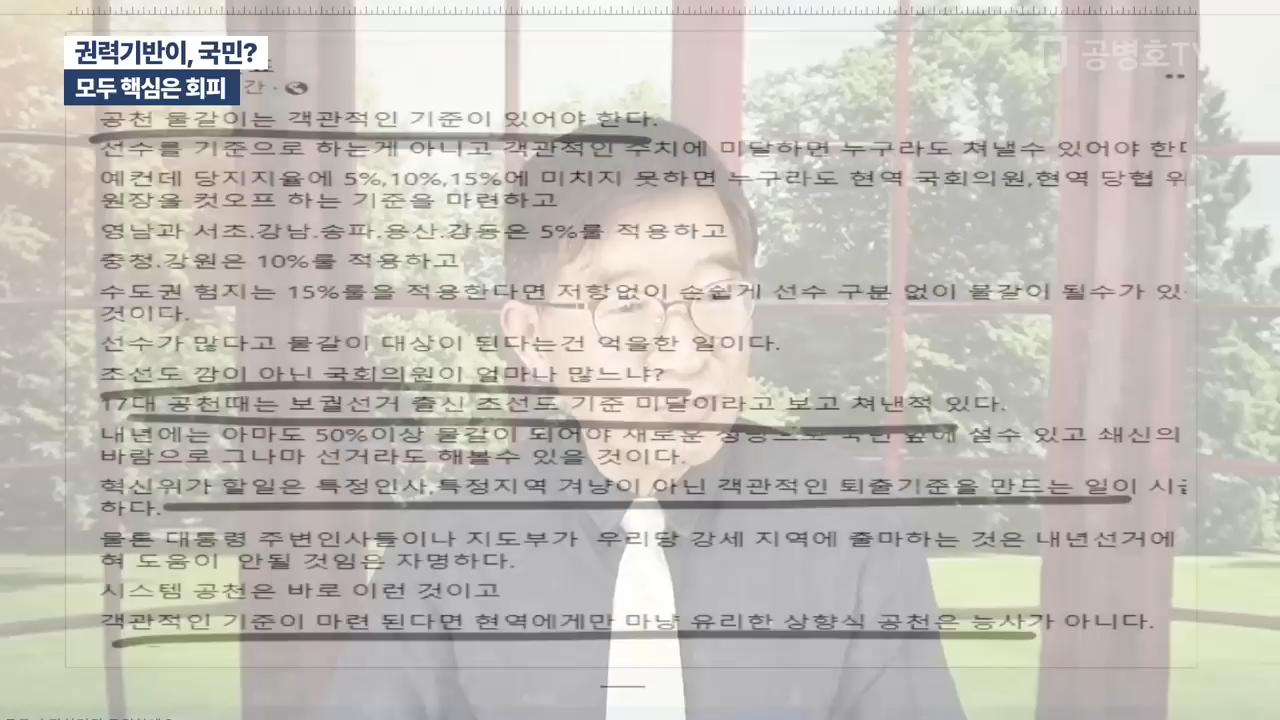 권력기반이, 국민?
모두 핵심은 회피
공병호TV
간 ·
공천 물갈이는 객관적인 기준이 있어야 한다.
선수를 기준으로 하는게 아니고 객관적인 수치에 미달하면 누구라도 쳐낼수 있어야 한다
예컨데 당지지율에 5%,10%,15%에 미치지 못하면 누구라도 현역 국회의원,현역 당협 위
원장을 컷오프 하는 기준을 마련하고
영남과 서초.강남.송파.용산.강동은 5%룰 적용하고
충청.강원은 10%룰 적용하고
수도권 험지는 15%룰을 적용한다면 저항없이 손쉽게 선수 구분 없이 물갈이 될수가 있
것이다.
선수가 많다고 물갈이 대상이 된다는건 억울한 일이다.
초선도 깜이 아닌 국회의원이 얼마나 많느냐?
17대 공천때는 보궐선거 출신 초선도 기준 미달이라고 보고 쳐낸적 있다.
내년에는 아마도 50%이상 물갈이 되어야 새로운 정당으로 국민 앞에 설수 있고 쇄신의
바람으로 그나마 선거라도 해볼수 있을 것이다.
혁신위가 할일은 특정인사,특정지역 겨냥이 아닌 객관적인 퇴출기준을 만드는 일이 시급
하다.
물론 대통령 주변인사들이나 지도부가 우리당 강세 지역에 출마하는 것은 내년선거에
혀 도움이 안될 것임은 자명하다.
시스템 공천은 바로 이런 것이고
객관적인 기준이 마련 된다면 현역에게만 마냥 유리한 상향식 공천은 능사가 아니다.